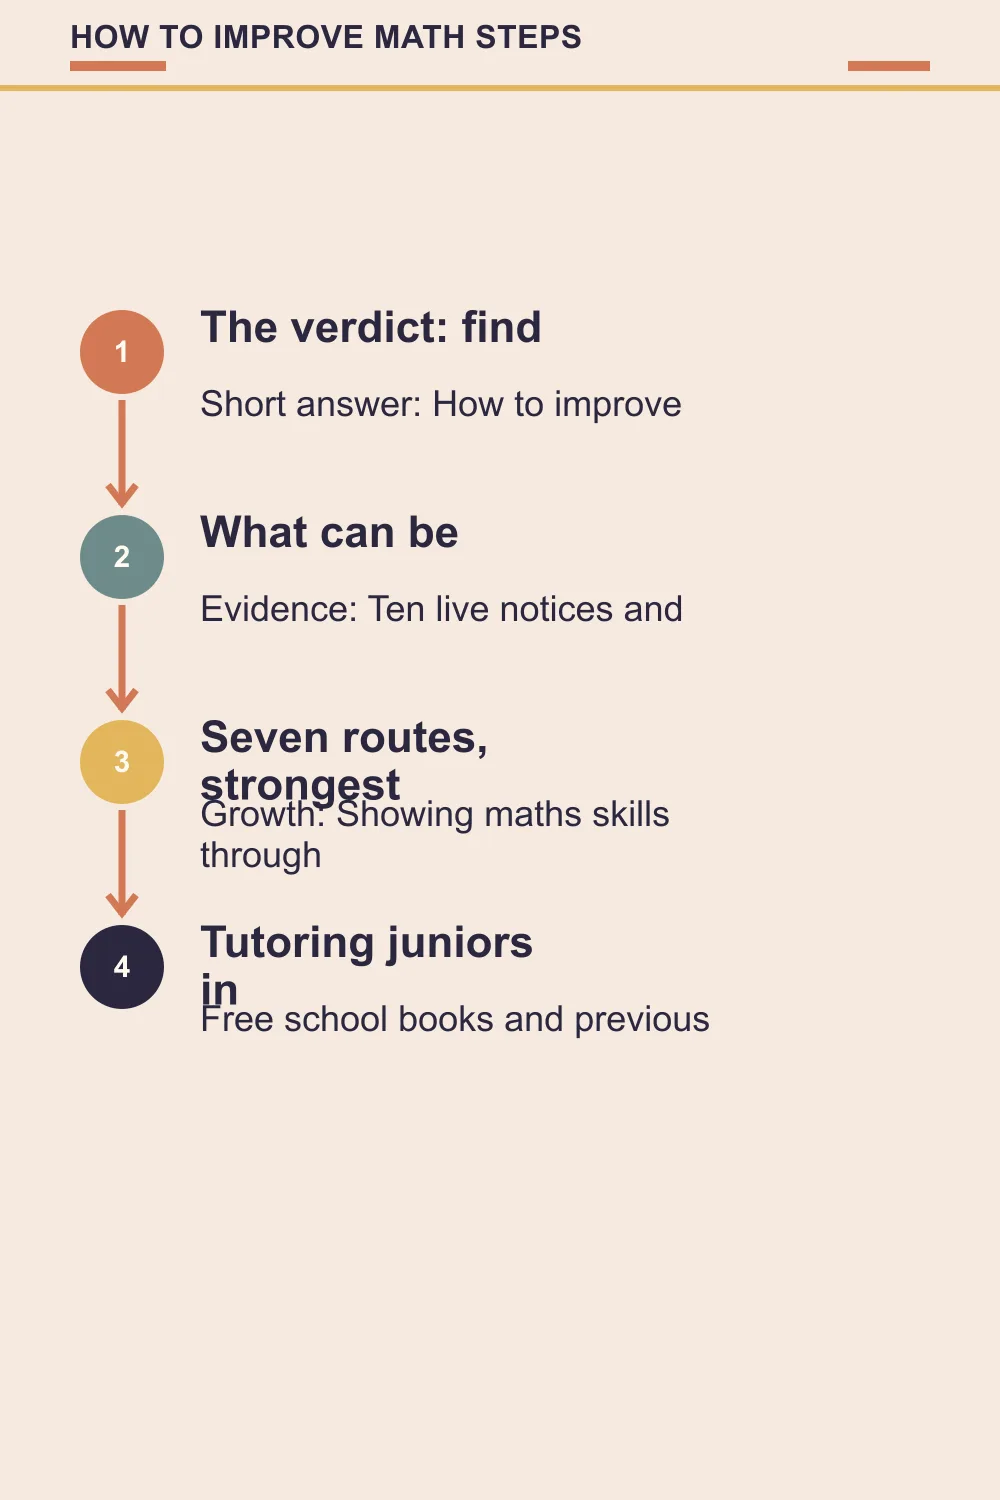 HOW TO IMPROVE MATH STEPS
1
The verdict: find
Short answer: How to improve
2
What can be
Evidence: Ten live notices and
3
Seven routes,
strongest
Growth: Showing maths skills
through
4
Tutoring juniors
in
Free school books and previous